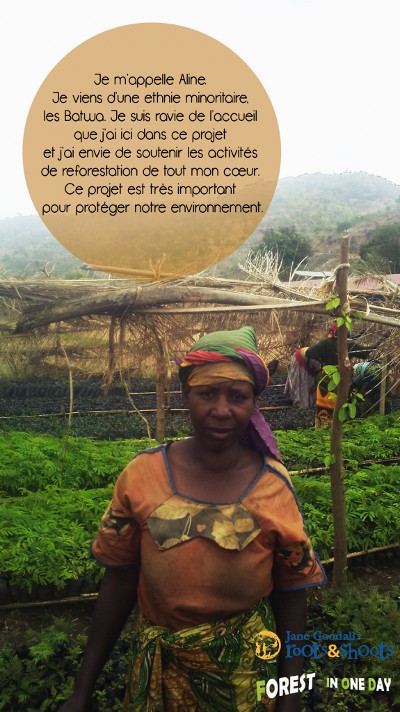 Je m'appelle Aline.
Je viens d'une ethnie minoritaire,
les Batwa. Je suis ravie de l'accueil
que j'ai ici dans ce projet
et j'ai envie de soutenir les activités
de reforestation de tout mon cœur.
Ce projet est très important
pour protéger notre environnement.
Jane Goodall's
roots&shoots
FOREST IN ONE DAY